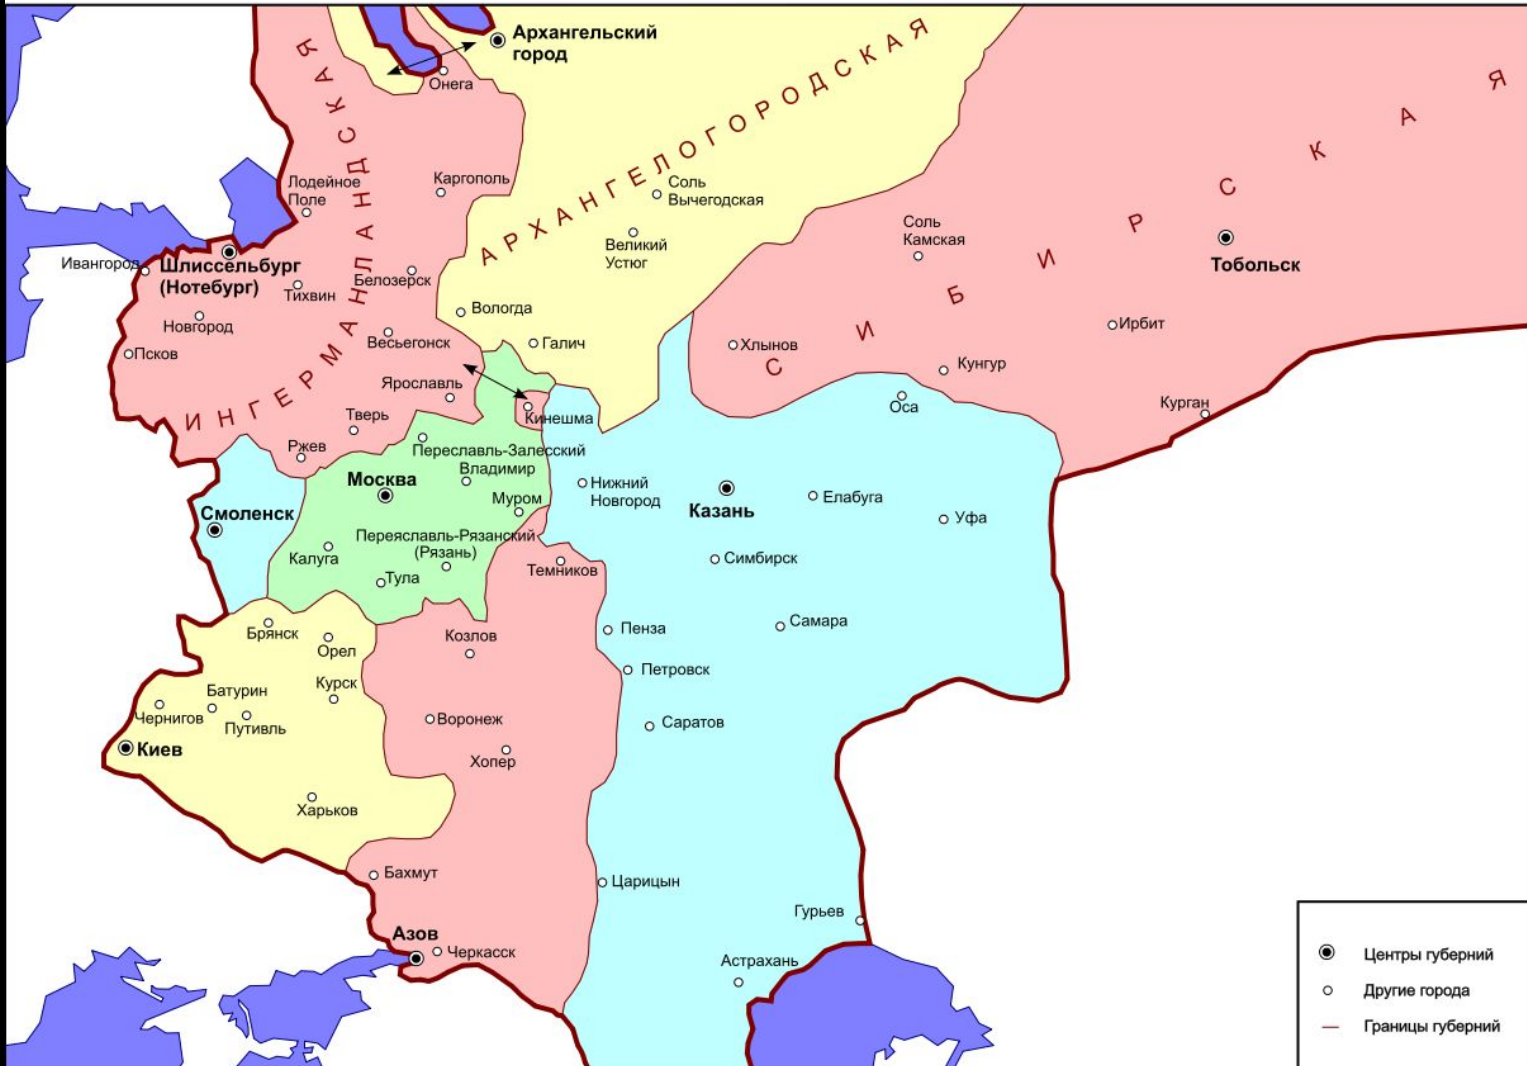 Архангельский
город
Онега
ИНГЕРМАНЛАНДСКАЯ
АРХАНГЕЛОГОРОДСКАЯ
СИБИРСКАЯ
Лодейное
Поле
Каргополь
Соль
Вычегодская
Великий
Устюг
Соль
Камская
Тобольск
Ивангород
Шлиссельбург
(Нотебург)
Тихвин
Белозерск
Новгород
Вологда
Весьегонск
Псков
Галич
Хлынов
Ирбит
Кунгур
Ярославль
Оса
Курган
Тверь
Кинешма
Ржев
Переславль-Залесский
Владимир
Москва
Муром
Нижний
Новгород
Казань
Елабуга
Уфа
Смоленск
Переяславль-Рязанский
(Рязань)
Калуга
Тула
Темников
Симбирск
Брянск
Орел
Козлов
Пенза
Самара
Петровск
Курск
Батурин
Чернигов
Путивль
Воронеж
Саратов
Киев
Хопер
Харьков
Бахмут
Царицын
Гурьев
Азов
Черкасск
Астрахань
Центры губерний
Другие города
Границы губерний